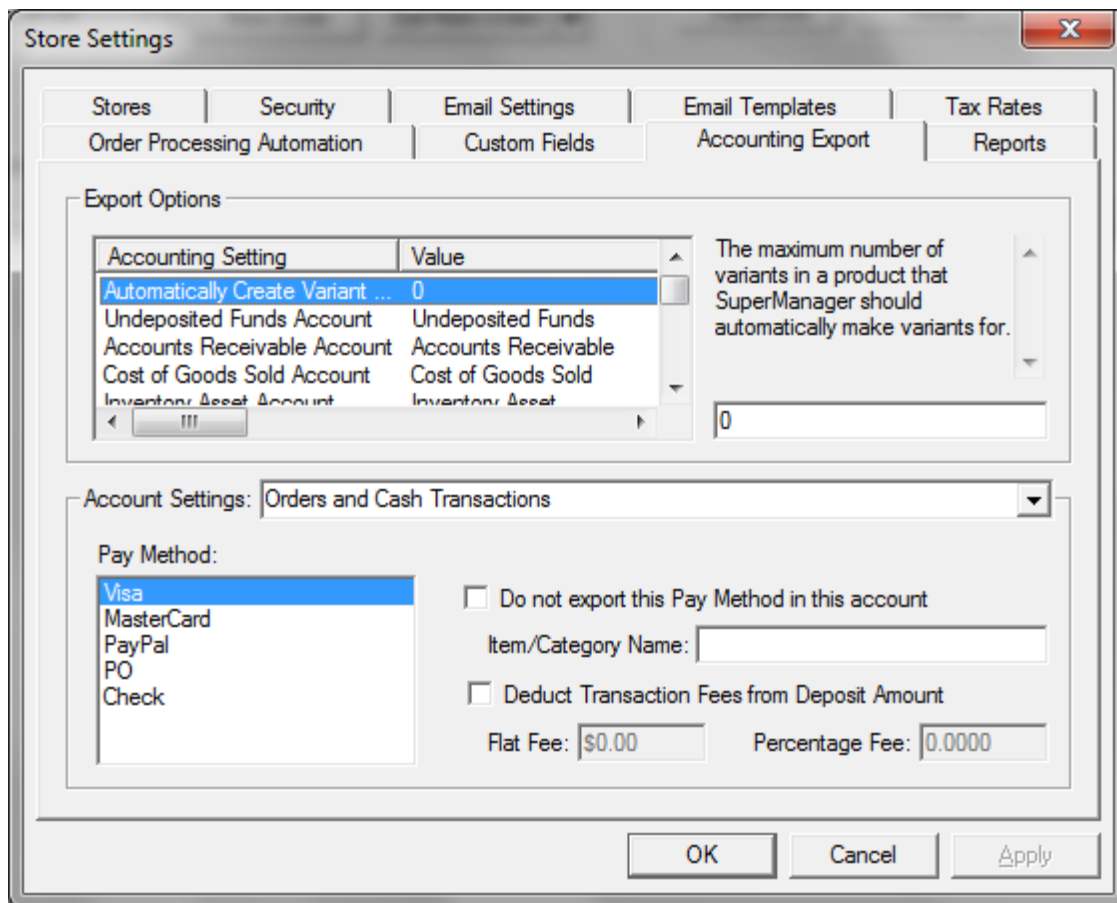 Store Settings
Stores Security Email Settings Email Templates Tax Rates
Order Processing Automation Custom Fields Accounting Export Reports
Export Options
Accounting Setting Value
Automatically Create Variant ... 0
Undeposited Funds Account Undeposited Funds
Accounts Receivable Account Accounts Receivable
Cost of Goods Sold Account Cost of Goods Sold
Inventory Asset Account Inventory Asset
The maximum number of
variants in a product that
SuperManager should
automatically make variants for.
0
Account Settings: Orders and Cash Transactions
Pay Method:
Visa
MasterCard
PayPal
PO
Check
Do not export this Pay Method in this account
Item/Category Name:
Deduct Transaction Fees from Deposit Amount
Flat Fee: $0.00 Percentage Fee: 0.0000
OK Cancel Apply